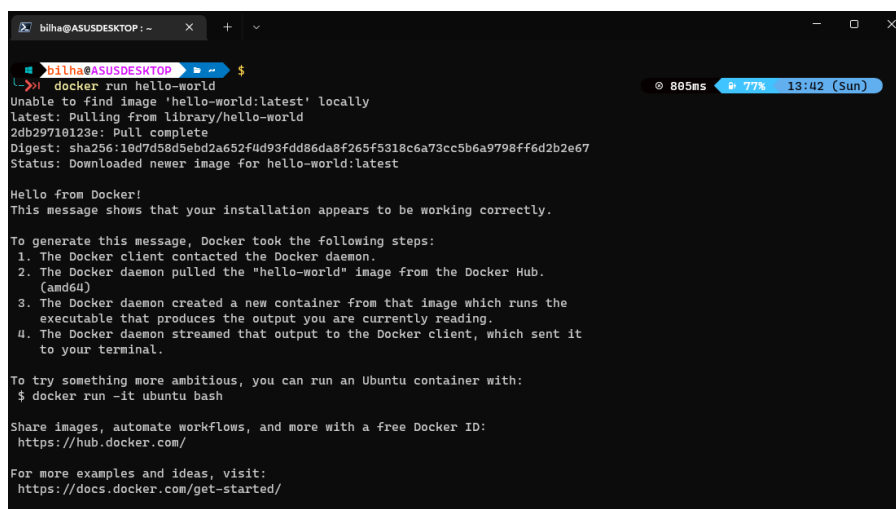 bilha@ASUSDESKTOP : ~
bilha@ASUSDESKTOP ~ $
docker run hello-world 805ms 77% 13:42 (Sun)
Unable to find image 'hello-world:latest' locally
latest: Pulling from library/hello-world
2db29710123e: Pull complete
Digest: sha256:10d7d58d5ebd2a652f4d93fdd86da8f265f5318c6a73cc5b6a9798ff6d2b2e67
Status: Downloaded newer image for hello-world:latest
Hello from Docker!
This message shows that your installation appears to be working correctly.
To generate this message, Docker took the following steps:
1. The Docker client contacted the Docker daemon.
2. The Docker daemon pulled the "hello-world" image from the Docker Hub.
(amd64)
3. The Docker daemon created a new container from that image which runs the
executable that produces the output you are currently reading.
4. The Docker daemon streamed that output to the Docker client, which sent it
to your terminal.
To try something more ambitious, you can run an Ubuntu container with:
$ docker run -it ubuntu bash
Share images, automate workflows, and more with a free Docker ID:
https://hub.docker.com/
For more examples and ideas, visit:
https://docs.docker.com/get-started/